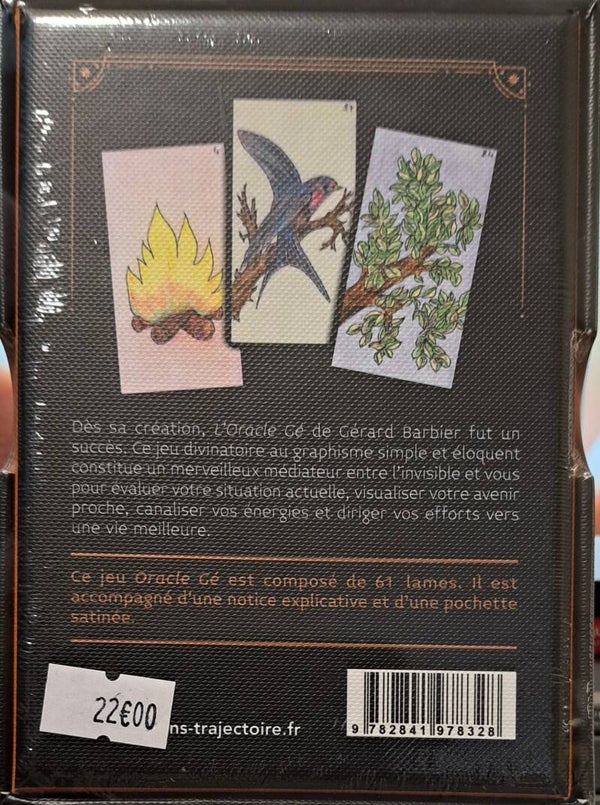 4
57
54
Dès sa création, L'Oracle Gé de Gérard Barbier fut un
succès. Ce jeu divinatoire au graphisme simple et éloquent
constitue un merveilleux médiateur entre l'invisible et vous
pour évaluer votre situation actuelle, visualiser votre avenir
proche, canaliser vos énergies et diriger vos efforts vers
une vie meilleure.
Ce jeu Oracle Gé est composé de 61 lames. Il est
accompagné d'une notice explicative et d'une pochette
satinée.
22€00
ns-trajectoire.fr
9 782841 978328